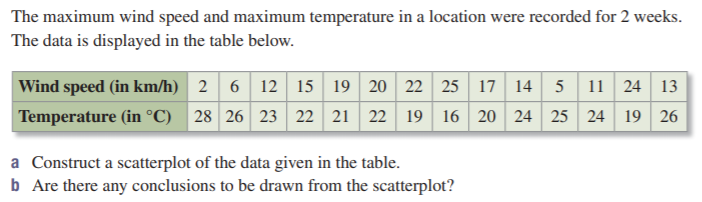 The maximum wind speed and maximum temperature in a location were recorded for 2 weeks.
The data is displayed in the table below.
Wind speed (in km/h) 2 6 12 15 19 20 22 25 17 14 5 11 24 13
Temperature (in °C) 28 26 23 22 21 22 19 16 20 24 25 24 19 26
a Construct a scatterplot of the data given in the table.
b Are there any conclusions to be drawn from the scatterplot?